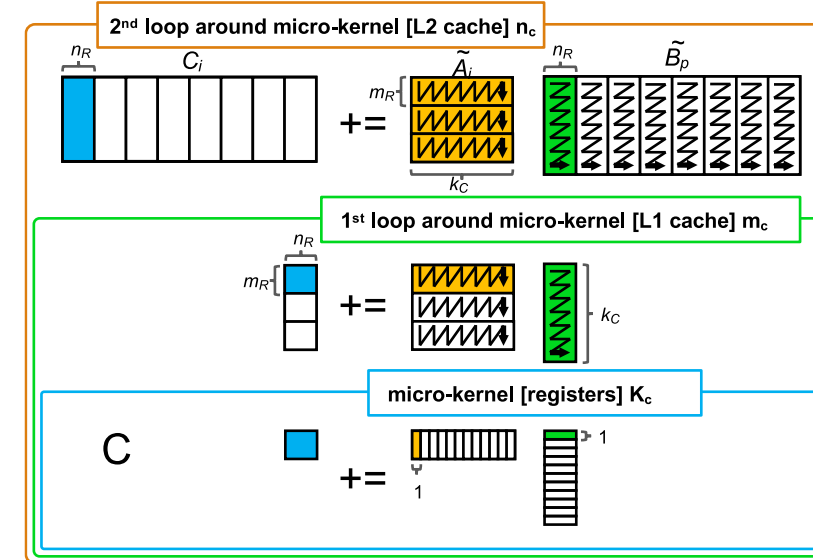 2nd loop around micro-kernel [L2 cache] nc
nR Ci Ãi nR B̃p
mR
+=
kC
1st loop around micro-kernel [L1 cache] mc
nR
mR += kC
micro-kernel [registers] Kc
C += 1
1